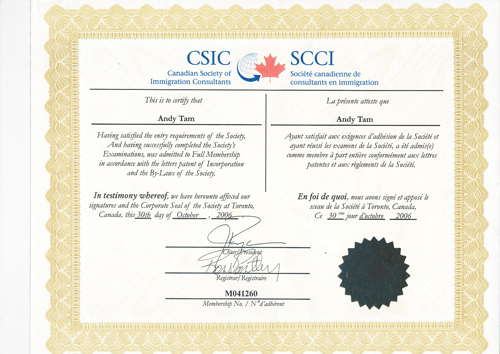 CSIC
Canadian Society of
Immigration Consultants
SCCI
Société canadienne de
consultants en immigration
This is to certify that
Andy Tam
Having satisfied the entry requirements of the Society,
And having successfully completed the Society's
Examinations, was admitted to Full Membership
in accordance with the letters patent of Incorporation
and the By-Laws of the Society.
In testimony whereof, we have hereunto affixed our
signatures and the Corporate Seal of the Society at Toronto,
Canada, this 30th day of October , 2006
La présente atteste que
Andy Tam
Ayant satisfait aux exigences d'adhésion de la Société et
ayant réussi les examens de la Société, a été admis(e)
comme membre à part entière conformément aux lettres
patentes et aux règlements de la Société.
En foi de quoi, nous avons signé et apposé le
sceau de la Société à Toronto, Canada,
Ce 30 ème jour d'octobre 2006
Chair/Président
Registrar/Registraire
M041260
Membership No. / N° d'adhérent